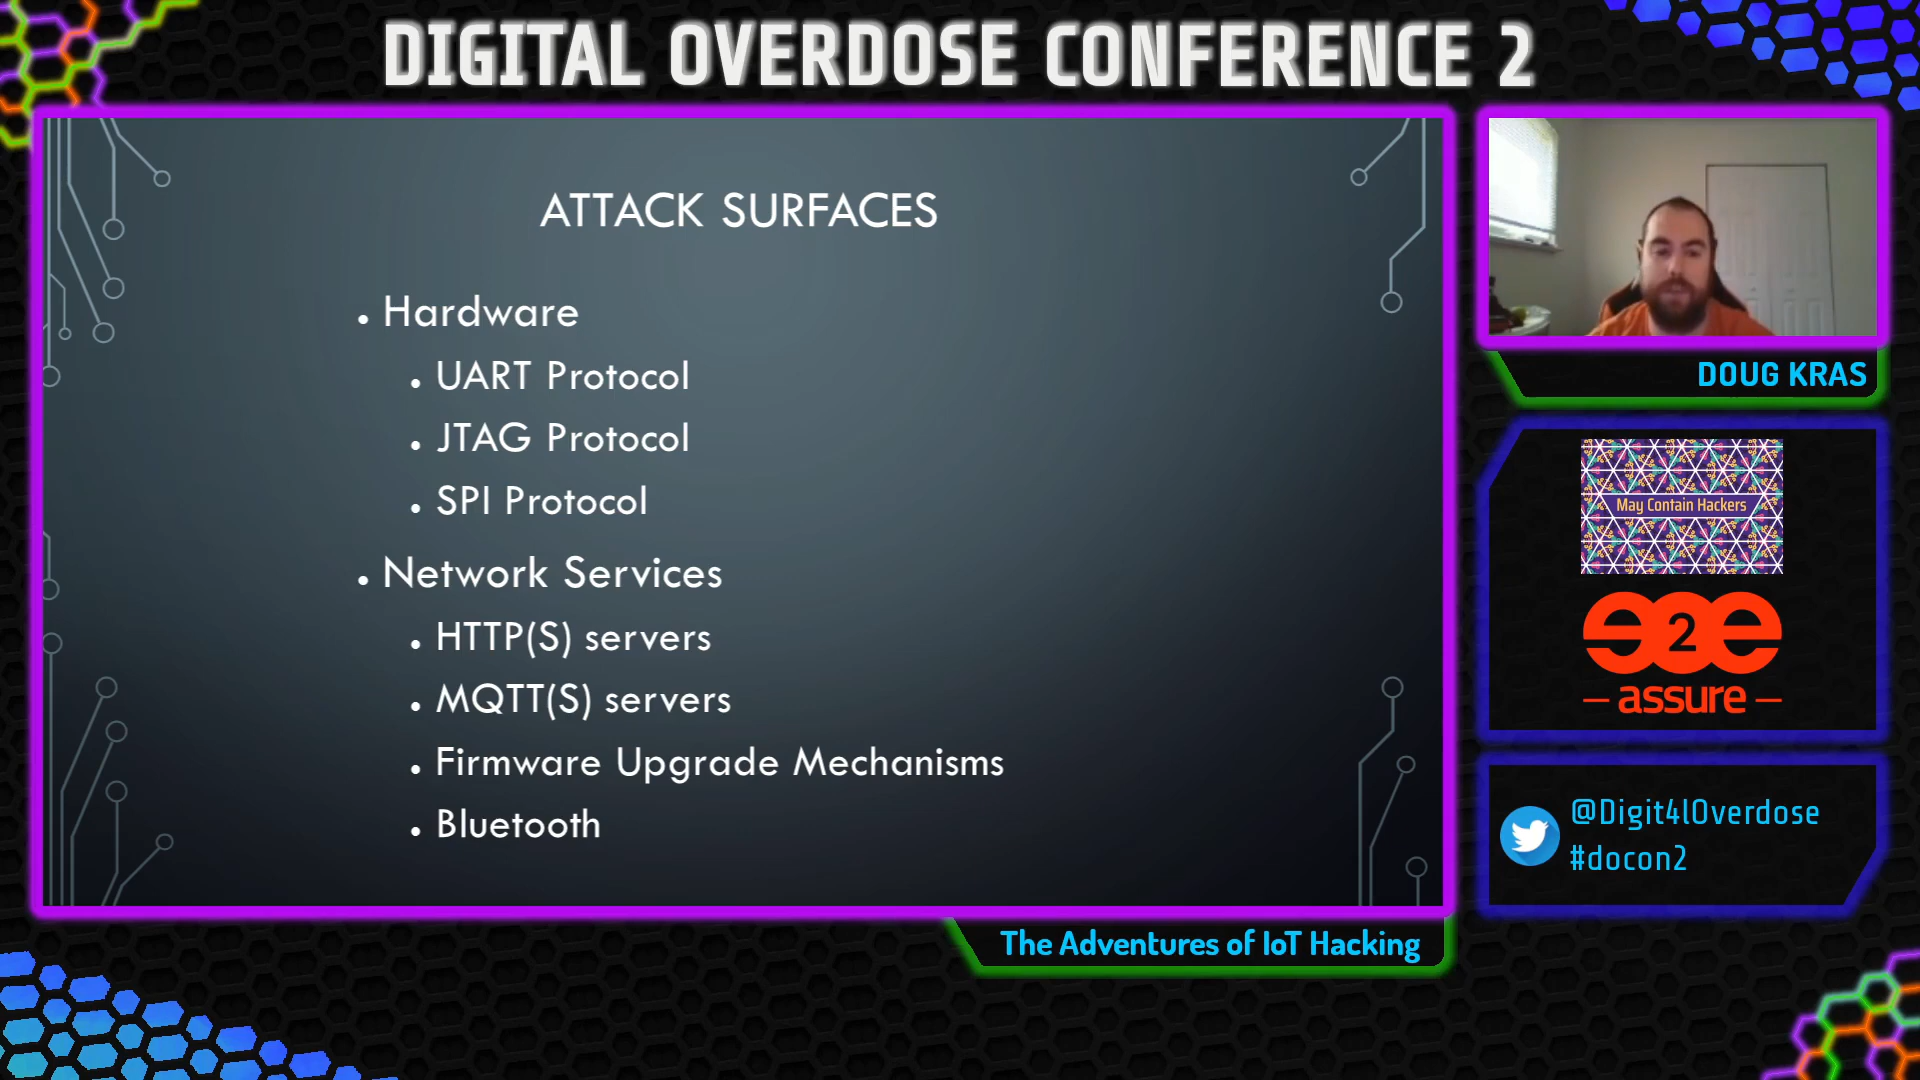 DIGITAL OVERDOSE CONFERENCE 2
ATTACK SURFACES
Hardware
UART Protocol
JTAG Protocol
SPI Protocol
Network Services
HTTP(S) servers
MQTT(S) servers
Firmware Upgrade Mechanisms
Bluetooth
The Adventures of IoT Hacking
DOUG KRAS
May Contain Hackers
e2e
assure
@Digit4lOverdose
#docon2